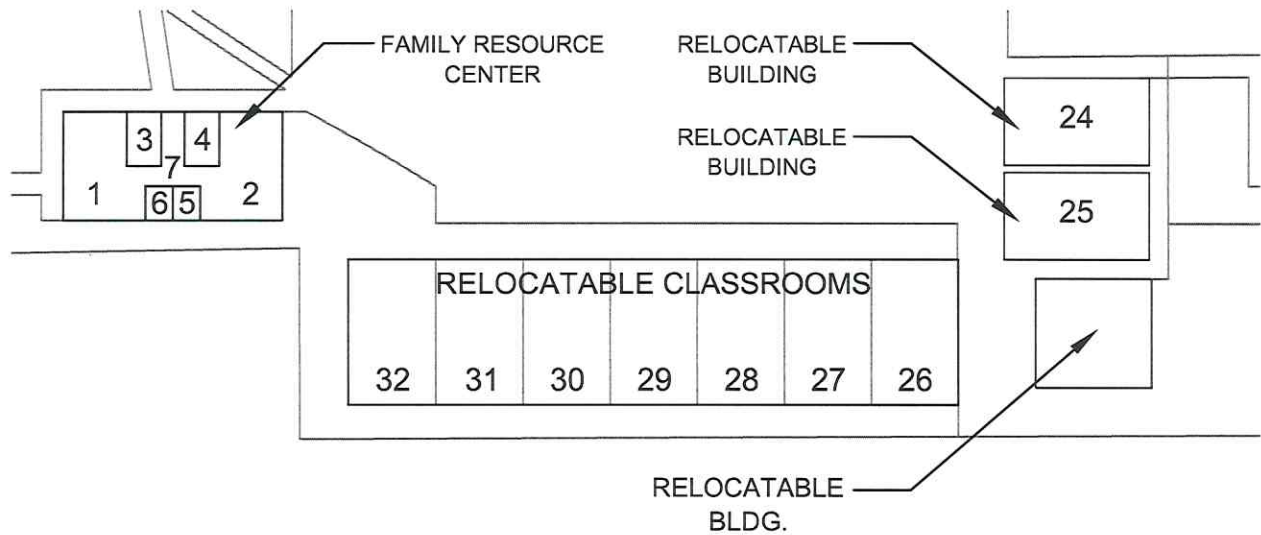 FAMILY RESOURCE
CENTER
RELOCATABLE
BUILDING
3 4
7
1 6 5 2
24
RELOCATABLE
BUILDING
25
RELOCATABLE CLASSROOMS
32 31 30 29 28 27 26
RELOCATABLE
BLDG.